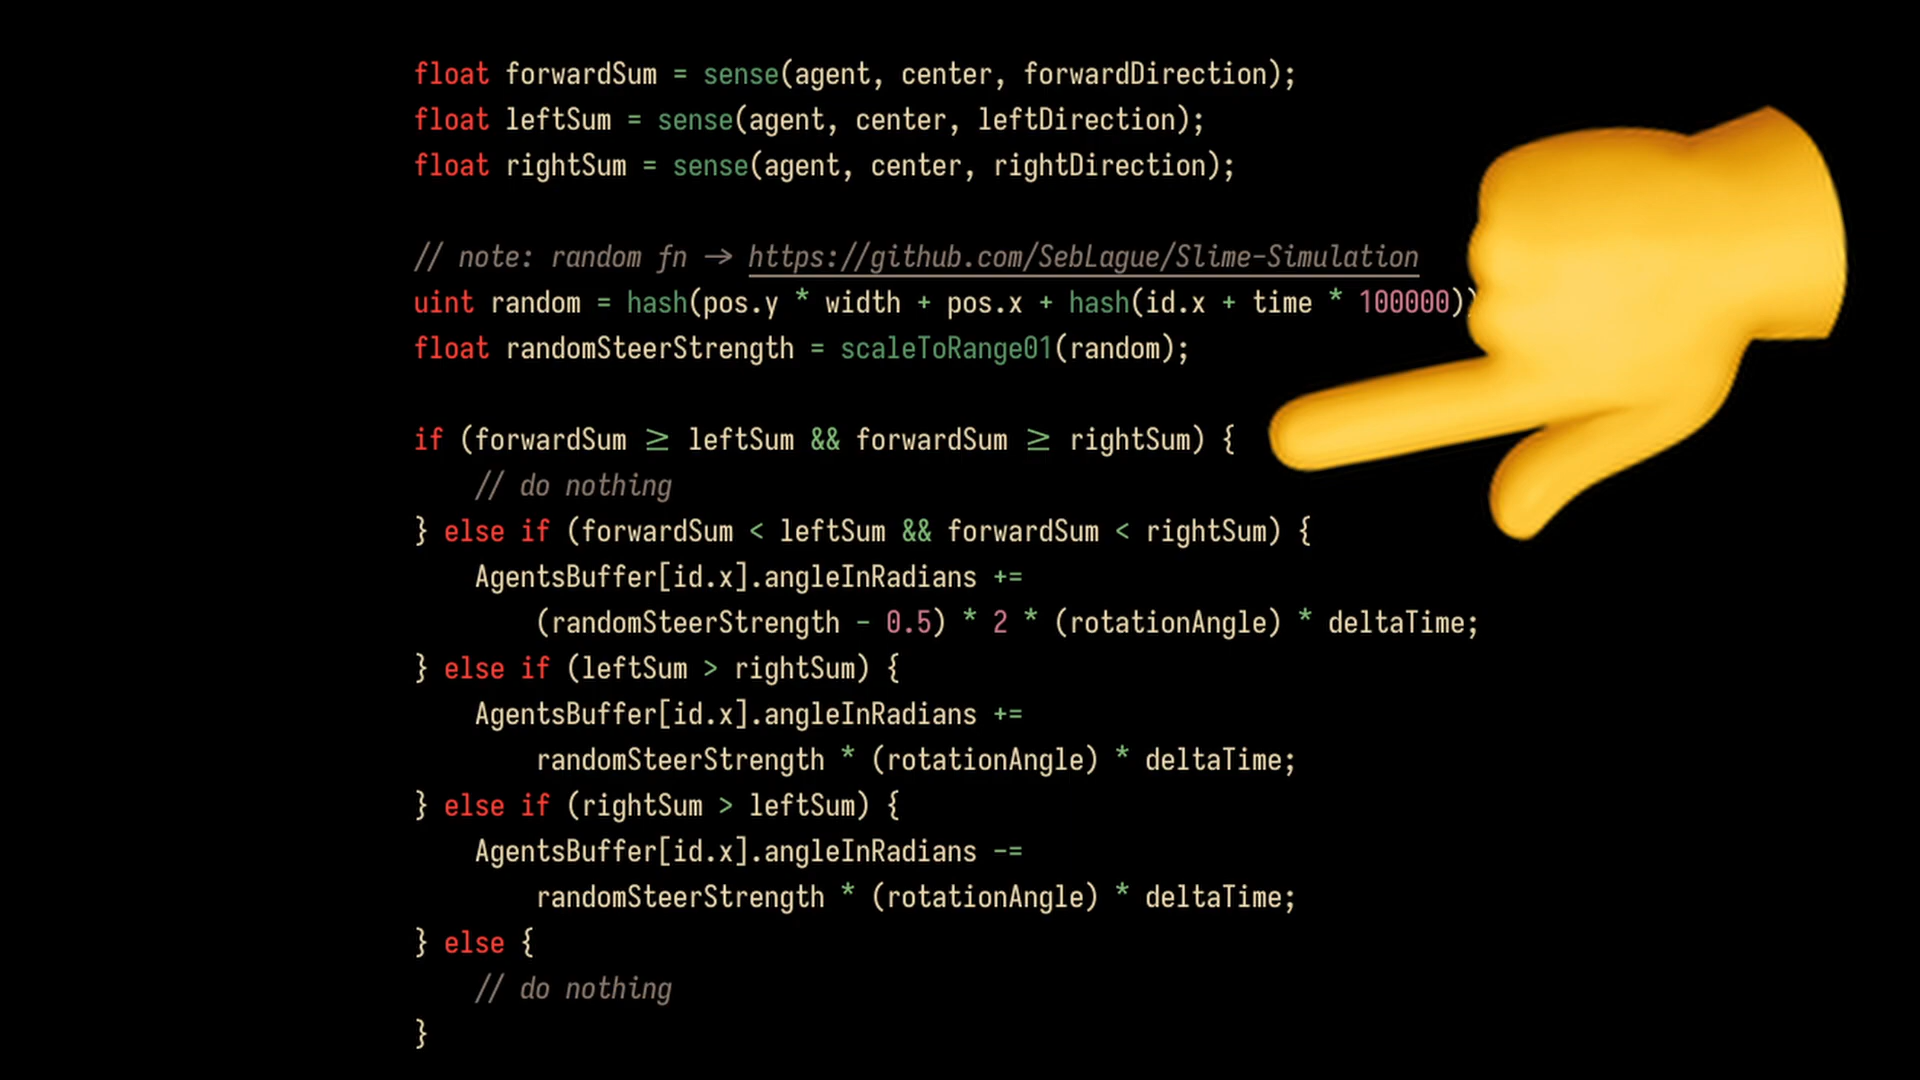 float forwardSum = sense(agent, center, forwardDirection);
float leftSum = sense(agent, center, leftDirection);
float rightSum = sense(agent, center, rightDirection);
// note: random fn → https://github.com/SebLague/Slime-Simulation
uint random = hash(pos.y * width + pos.x + hash(id.x + time * 100000))
float randomSteerStrength = scaleToRange01(random);
if (forwardSum ≥ leftSum && forwardSum ≥ rightSum) {
// do nothing
} else if (forwardSum < leftSum && forwardSum < rightSum) {
AgentsBuffer[id.x].angleInRadians +=
(randomSteerStrength - 0.5) * 2 * (rotationAngle) * deltaTime;
} else if (leftSum > rightSum) {
AgentsBuffer[id.x].angleInRadians +=
randomSteerStrength * (rotationAngle) * deltaTime;
} else if (rightSum > leftSum) {
AgentsBuffer[id.x].angleInRadians -=
randomSteerStrength * (rotationAngle) * deltaTime;
} else {
// do nothing
}